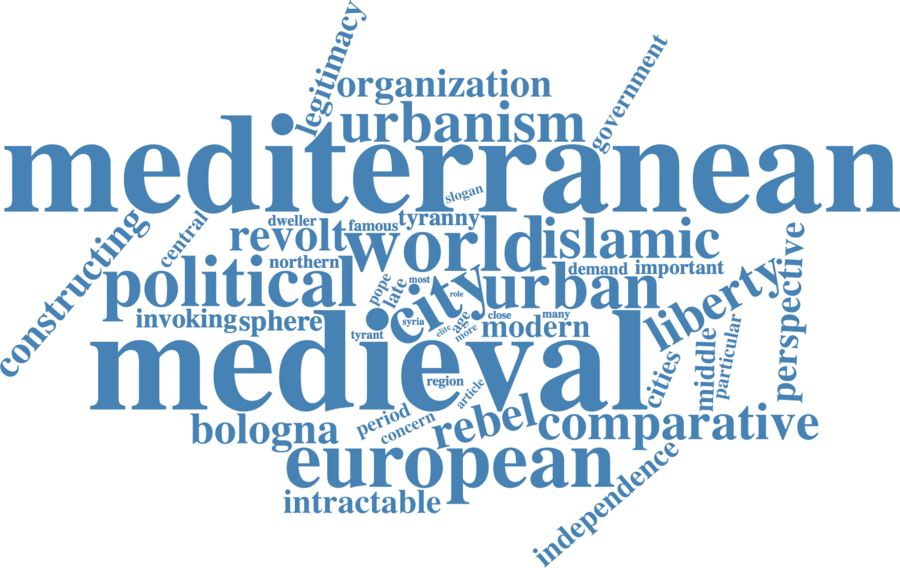 legitimacy
government
organization
urbanism
mediterranean
slogan
constructing
central
dweller
famous
tyranny
revolt
world
islamic
perspective
northern
demand
important
political
pope
late
most
city
role
urban
liberty
invoking
sphere
tyrant
syria
elite
age
more
close
many
modern
medieval
region
article
cities
middle
particular
bologna
period
concern
rebel
comparative
european
independence
intractable